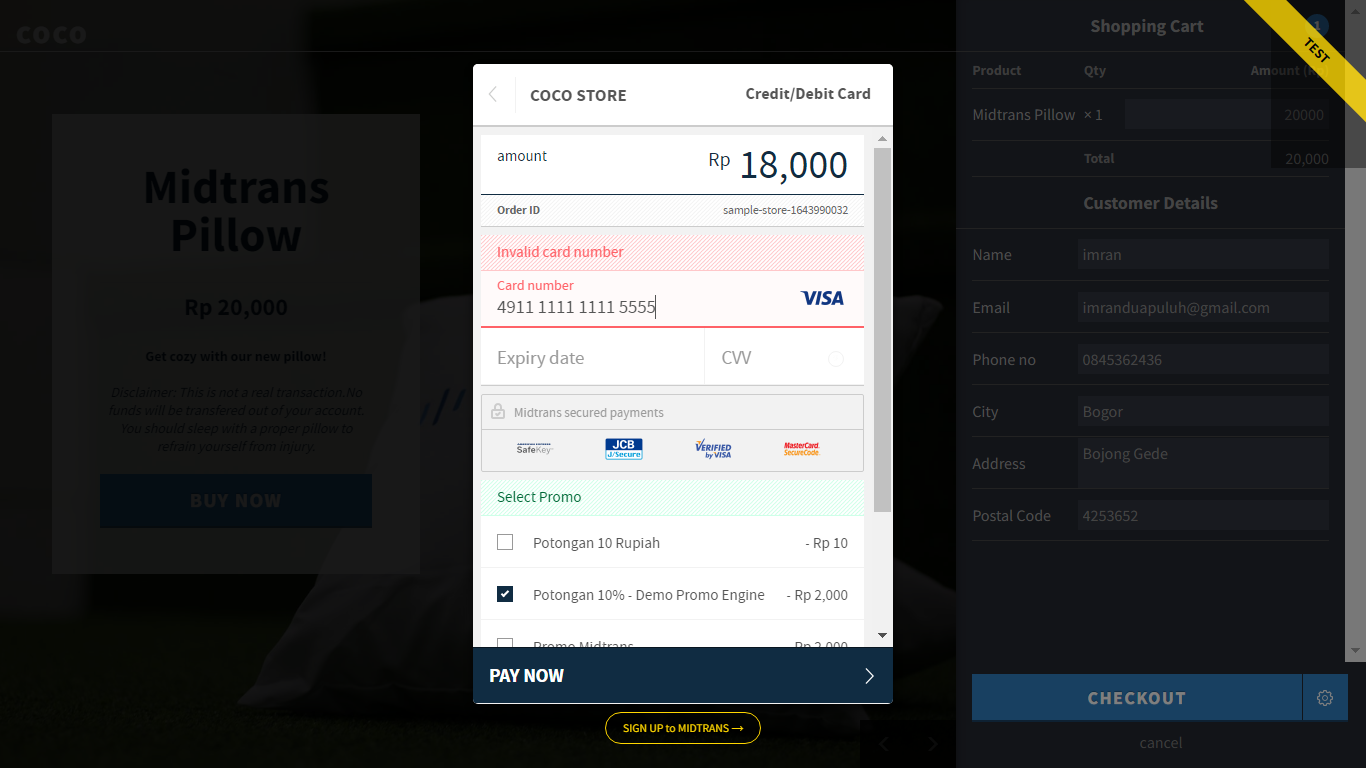 coco
Midtrans
Pillow
Rp 20,000
Get cozy with our new pillow!
Disclaimer: This is not a real transaction.No
funds will be transfered out of your account.
You should sleep with a proper pillow to
refrain yourself from injury.
BUY NOW
COCO STORE
Credit/Debit Card
amount
Rp 18,000
Order ID
sample-store-1643990032
Invalid card number
Card number
4911 1111 1111 5555
VISA
Expiry date
CVV
Midtrans secured payments
AMERICAN EXPRESS
SafeKey
JCB
J/Secure
VERIFIED
by VISA
MasterCard.
SecureCode.
Select Promo
Potongan 10 Rupiah
- Rp 10
Potongan 10% - Demo Promo Engine
- Rp 2,000
Promo Midtrans
Rp 2,000
PAY NOW
SIGN UP to MIDTRANS →
Shopping Cart
1
TEST
Product Qty Amount
Midtrans Pillow × 1 20000
Total 20,000
Customer Details
Name imran
Email imranduapuluh@gmail.com
Phone no 0845362436
City Bogor
Address Bojong Gede
Postal Code 4253652
CHECKOUT
cancel